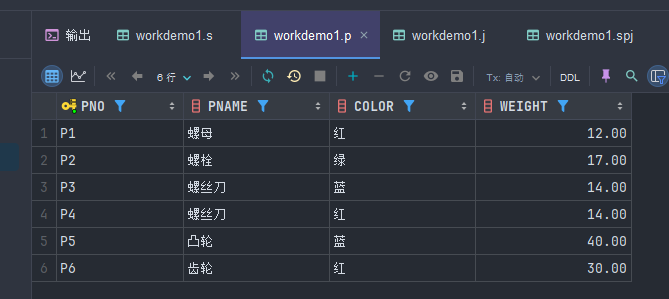 输出 workdemo1.s workdemo1.p workdemo1.j workdemo1.spj
6 行 Tx: 自动 DDL
PNO PNAME COLOR WEIGHT
1 P1 螺母 红 12.00
2 P2 螺栓 绿 17.00
3 P3 螺丝刀 蓝 14.00
4 P4 螺丝刀 红 14.00
5 P5 凸轮 蓝 40.00
6 P6 齿轮 红 30.00